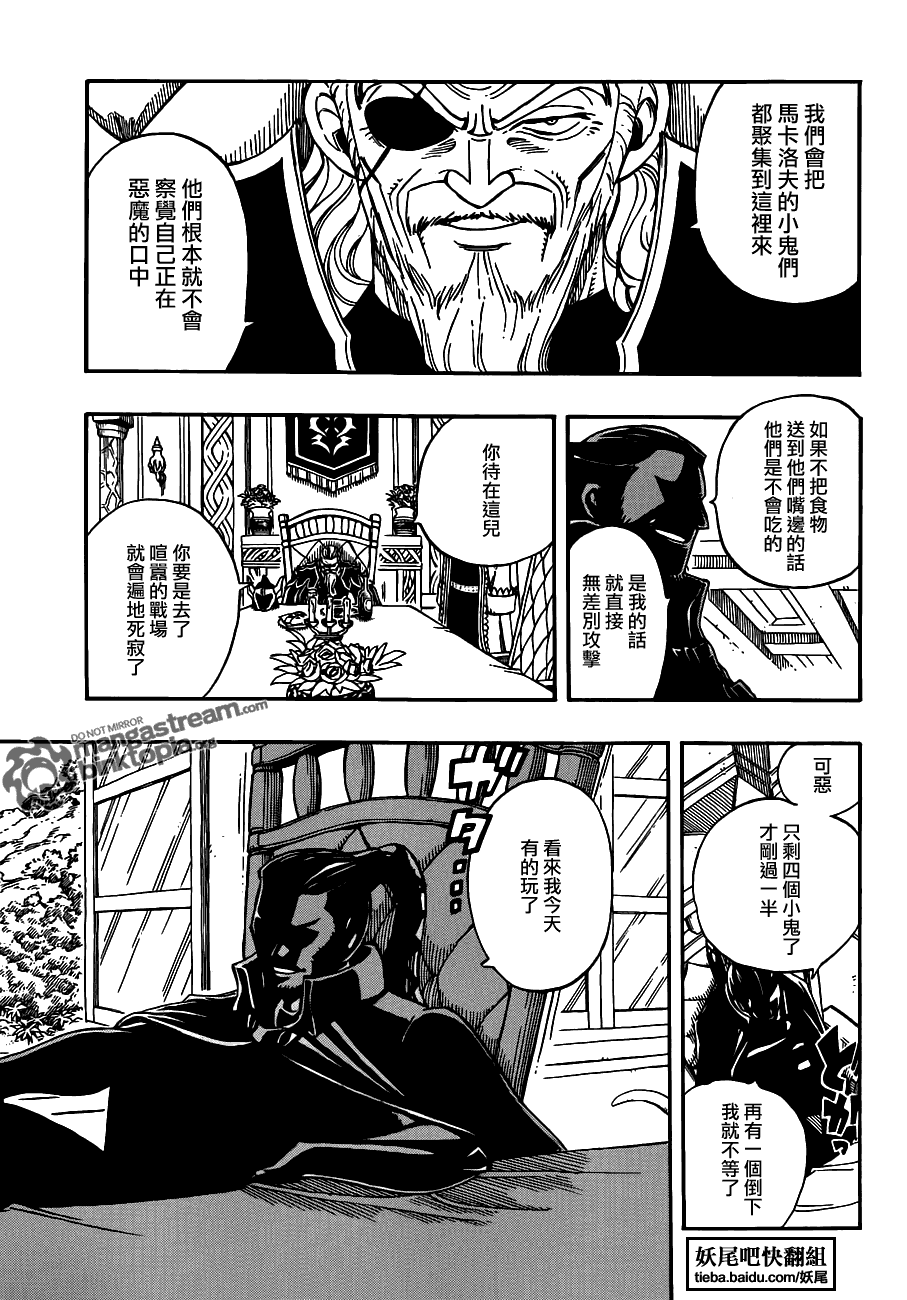 我們會把
馬卡洛夫的小鬼們
都聚集到這裡來
他們根本就不會
察覺自己正在
惡魔的口中
如果不把食物
送到他們嘴邊的話
他們是不會吃的
是我的話
就直接
無差別攻擊
你待在這兒
你要是去了
喧囂的戰場
就會遍地死寂了
可惡
只剩四個小鬼了
才剛過一半
再有一個倒下
我就不等了
ガタ…
看來我今天
有的玩了
DO NOT MIRROR
mangastream.com
pinktopia.org
妖尾吧快翻組
tieba.baidu.com/妖尾